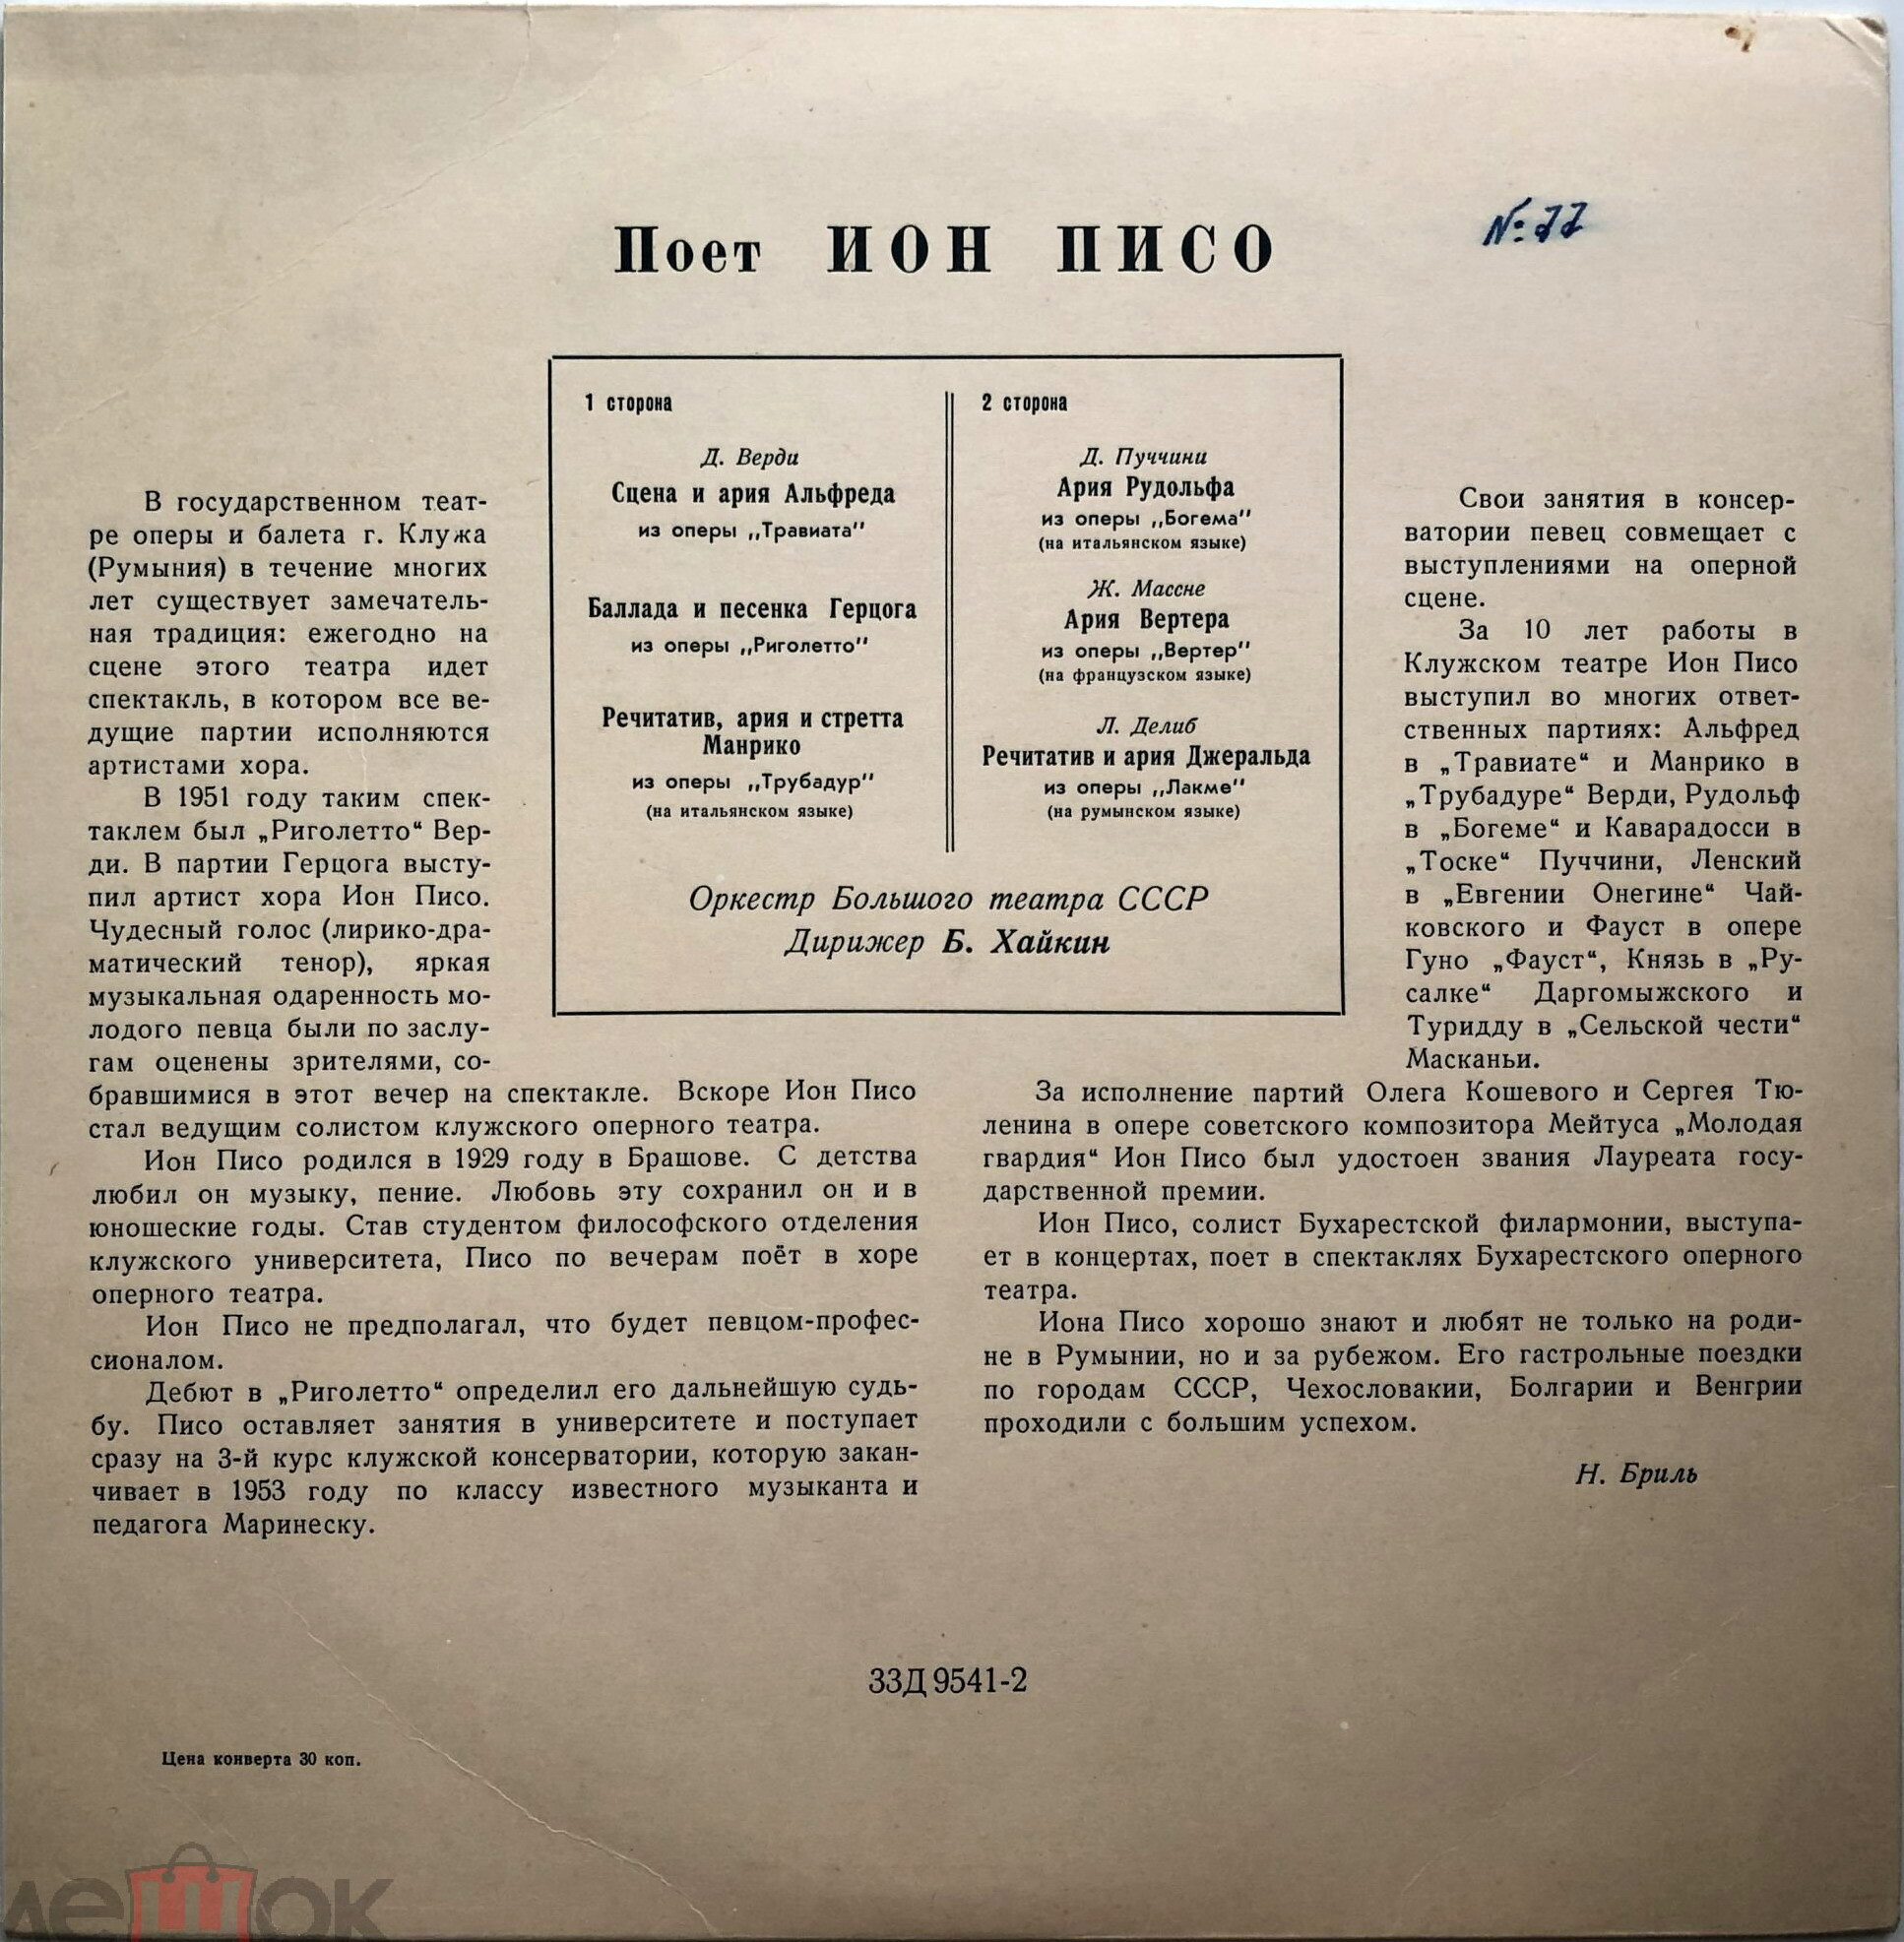 Поет ИОН ПИСО
№ 77
1 сторона
Д. Верди
Сцена и ария Альфреда
из оперы ,,Травиата"
Баллада и песенка Герцога
из оперы ,,Риголетто"
Речитатив, ария и стретта
Манрико
из оперы ,,Трубадур"
(на итальянском языке)
2 сторона
Д. Пуччини
Ария Рудольфа
из оперы ,,Богема"
(на итальянском языке)
Ж. Массне
Ария Вертера
из оперы ,,Вертер"
(на французском языке)
Л. Делиб
Речитатив и ария Джеральда
из оперы ,,Лакме"
(на румынском языке)
Оркестр Большого театра СССР
Дирижер Б. Хайкин
В государственном теат-
ре оперы и балета г. Клужа
(Румыния) в течение многих
лет существует замечатель-
ная традиция: ежегодно на
сцене этого театра идет
спектакль, в котором все ве-
дущие партии исполняются
артистами хора.
В 1951 году таким спек-
таклем был „Риголетто“ Вер-
ди. В партии Герцога высту-
пил артист хора Ион Писо.
Чудесный голос (лирико-дра-
матический тенор), яркая
музыкальная одаренность мо-
лодого певца были по заслу-
гам оценены зрителями, со-
бравшимися в этот вечер на спектакле. Вскоре Ион Писо
стал ведущим солистом клужского оперного театра.
Ион Писо родился в 1929 году в Брашове. С детства
любил он музыку, пение. Любовь эту сохранил он и в
юношеские годы. Став студентом философского отделения
клужского университета, Писо по вечерам поёт в хоре
оперного театра.
Ион Писо не предполагал, что будет певцом-профес-
сионалом.
Дебют в „Риголетто“ определил его дальнейшую судь-
бу. Писо оставляет занятия в университете и поступает
сразу на 3-й курс клужской консерватории, которую закан-
чивает в 1953 году по классу известного музыканта и
педагога Маринеску.
Свои занятия в консер-
ватории певец совмещает с
выступлениями на оперной
сцене.
За 10 лет работы в
Клужском театре Ион Писо
выступил во многих ответ-
ственных партиях: Альфред
в „Травиате“ и Манрико в
„Трубадуре“ Верди, Рудольф
в „Богеме“ и Каварадосси в
„Тоске“ Пуччини, Ленский
в „Евгении Онегине“ Чай-
ковского и Фауст в опере
Гуно „Фауст“, Князь в „Ру-
салке“ Даргомыжского и
Туридду в „Сельской чести“
Масканьи.
За исполнение партий Олега Кошевого и Сергея Тю-
ленина в опере советского композитора Мейтуса „Молодая
гвардия“ Ион Писо был удостоен звания Лауреата госу-
дарственной премии.
Ион Писо, солист Бухарестской филармонии, выступа-
ет в концертах, поет в спектаклях Бухарестского оперного
театра.
Иона Писо хорошо знают и любят не только на роди-
не в Румынии, но и за рубежом. Его гастрольные поездки
по городам СССР, Чехословакии, Болгарии и Венгрии
проходили с большим успехом.
Н. Бриль
33Д 9541-2
Цена конверта 30 коп.
лешок